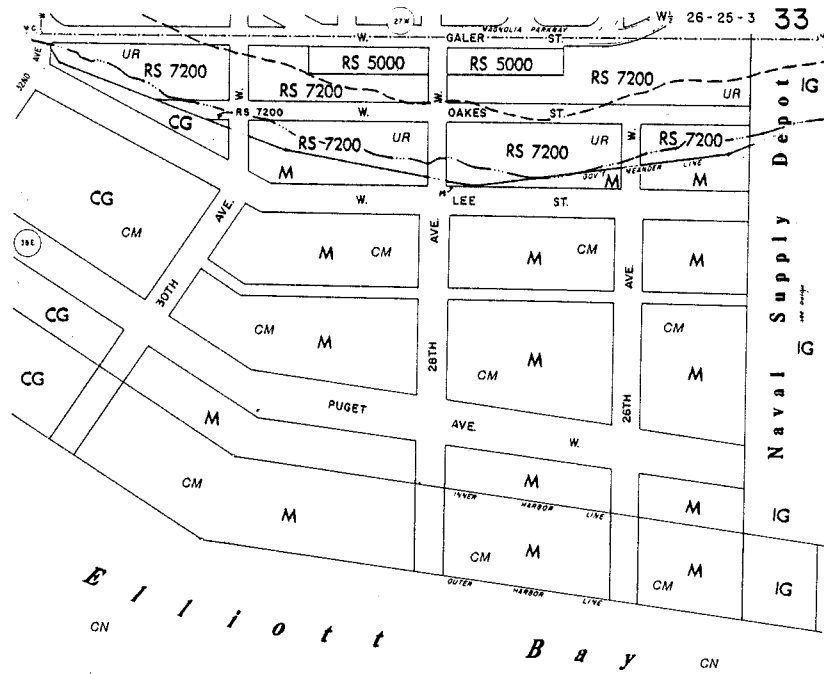 27 W
MAGNOLIA PARKWAY
W½ 26-25-3
33
W. GALER ST.
32ND AVE.
UR
RS 7200
RS 5000
RS 5000
RS 7200
RS 7200
UR
IG
W.
W.
RS 7200
W. OAKES ST.
CG
RS 7200
UR
RS 7200
UR
W.
RS 7200
M
GOV'T MEANDER LINE
M
M
W. LEE ST.
CG
CM
36 E
30TH AVE.
M
CM
AVE.
M
CM
AVE.
M
Naval Supply Depot
CG
CM
M
28TH
CM
M
26TH
CM
M
IG
CG
M
PUGET AVE. W.
CM
M
INNER HARBOR LINE
M
M
IG
CM
M
CM
M
IG
OUTER HARBOR LINE
Elliott Bay
CN
CN